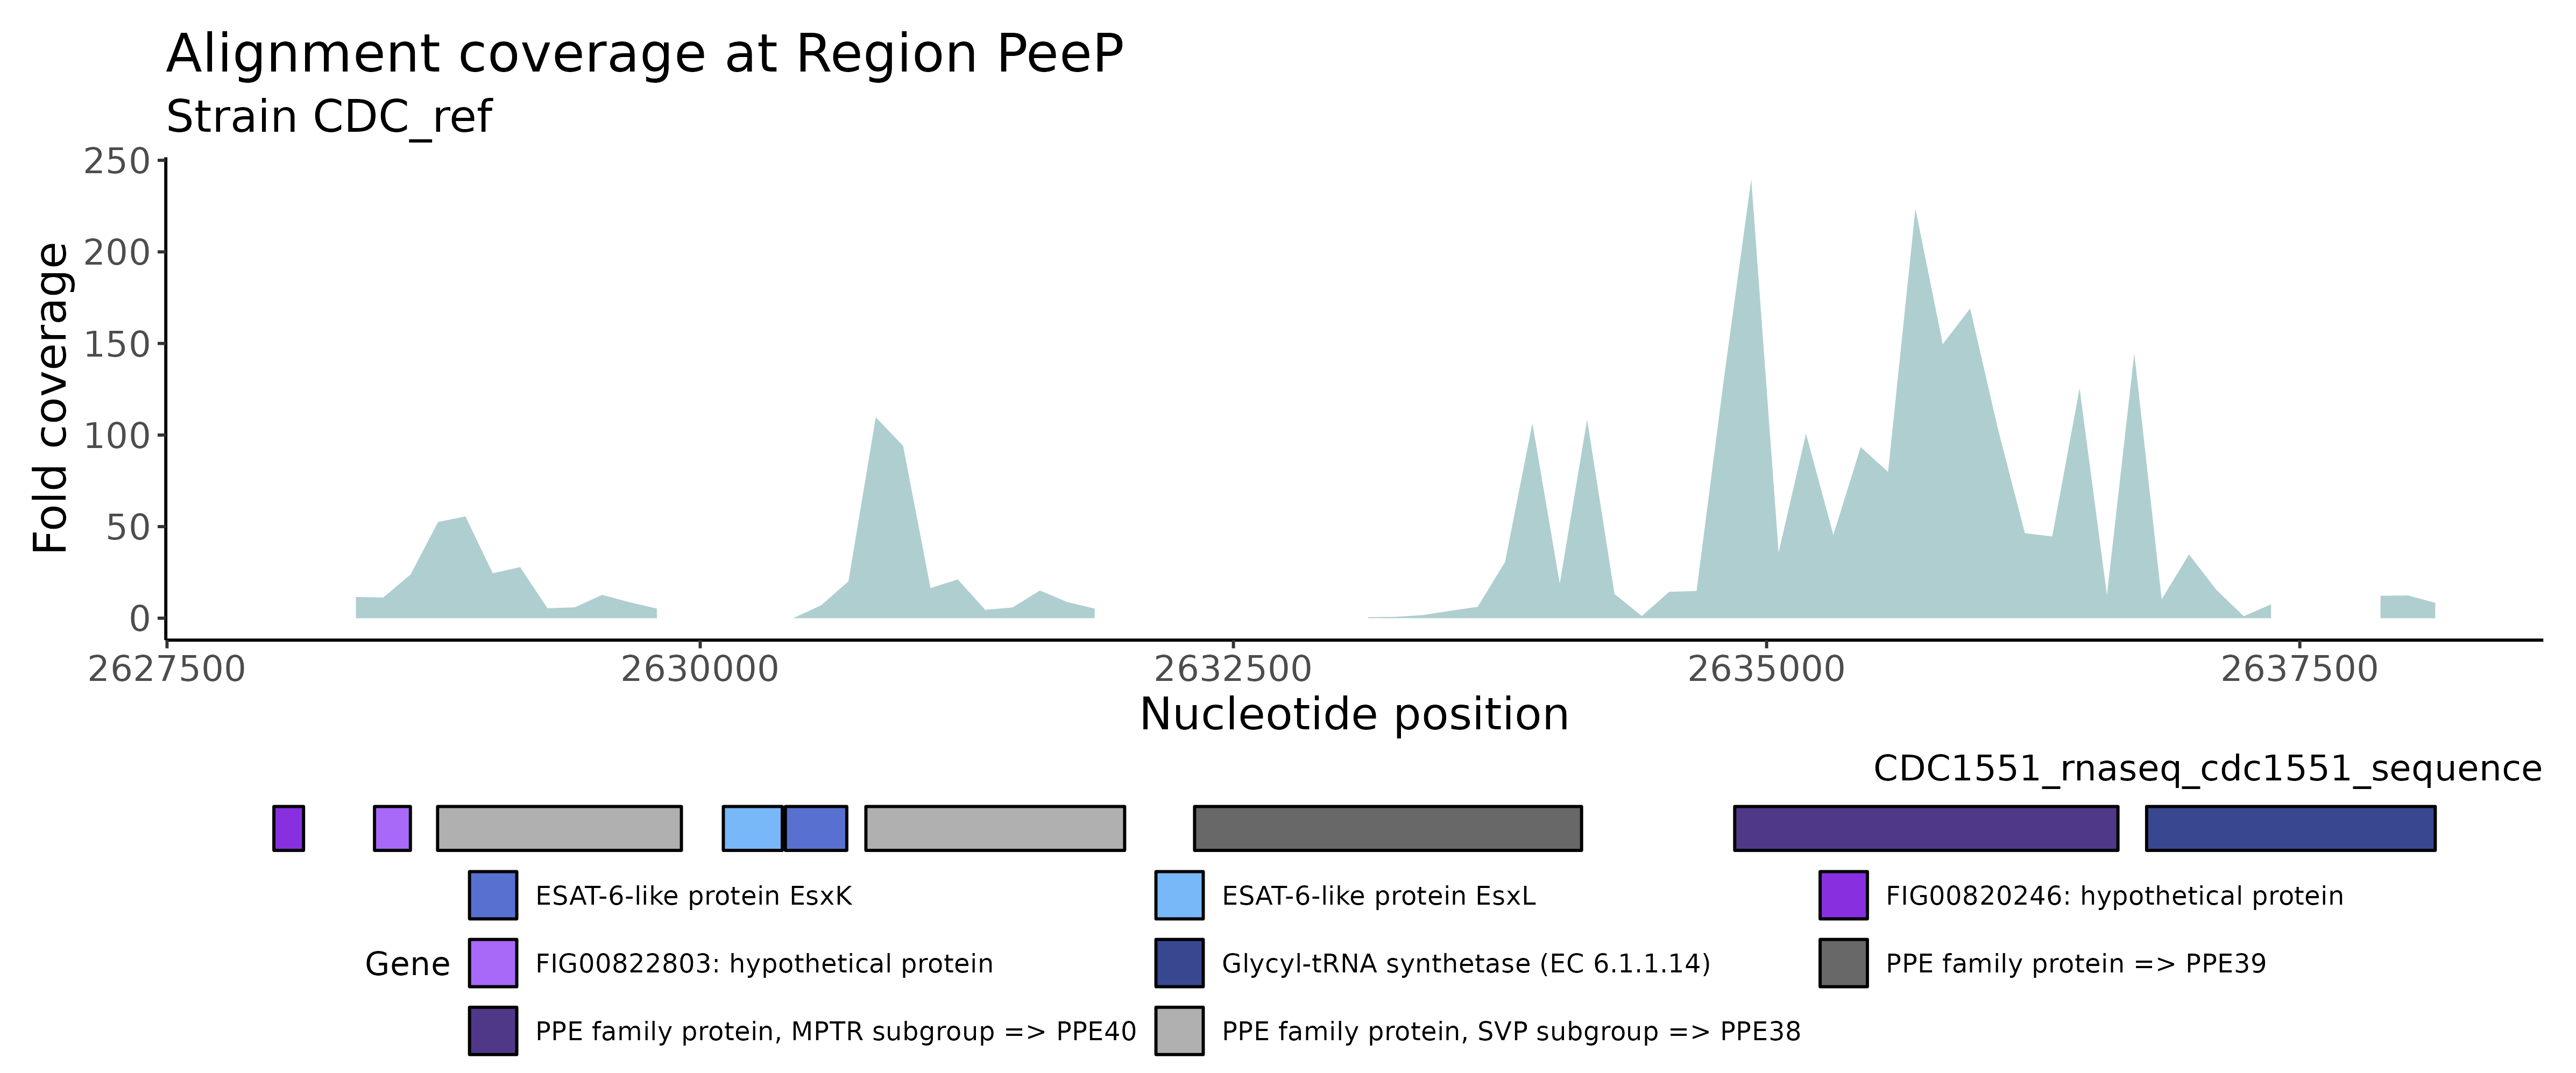 Alignment coverage at Region PeeP
Strain CDC_ref
250
200
150
100
50
0
Fold coverage
2627500 2630000 2632500 2635000 2637500
Nucleotide position
CDC1551_rnaseq_cdc1551_sequence
Gene
ESAT-6-like protein EsxK
ESAT-6-like protein EsxL
FIG00820246: hypothetical protein
FIG00822803: hypothetical protein
Glycyl-tRNA synthetase (EC 6.1.1.14)
PPE family protein => PPE39
PPE family protein, MPTR subgroup => PPE40
PPE family protein, SVP subgroup => PPE38